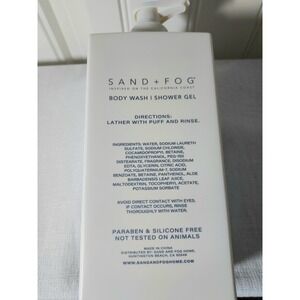 SAND + FOG®
INSPIRED ON THE CALIFORNIA COAST
BODY WASH | SHOWER GEL
DIRECTIONS:
LATHER WITH PUFF AND RINSE.
INGREDIENTS: WATER, SODIUM LAURETH
SULFATE, SODIUM CHLORIDE,
COCAMIDOPROPYL BETAINE,
PHENOXYETHANOL, PEG-150
DISTEARATE, FRAGRANCE, DISODIUM
EDTA, GLYCERIN, CITRIC ACID,
POLYQUATERNIUM-7, SODIUM
BENZOATE, BETAINE, PANTHENOL, ALOE
BARBADENSIS LEAF JUICE,
MALTODEXTRIN, TOCOPHERYL ACETATE,
POTASSIUM SORBATE
AVOID DIRECT CONTACT WITH EYES.
IF CONTACT OCCURS, RINSE
THOROUGHLY WITH WATER.
PARABEN & SILICONE FREE
NOT TESTED ON ANIMALS
MADE IN CHINA
DISTRIBUTED BY: SAND AND FOG HOME,
HUNTINGTON BEACH, CA 92648
WWW.SANDANDFOGHOME.COM